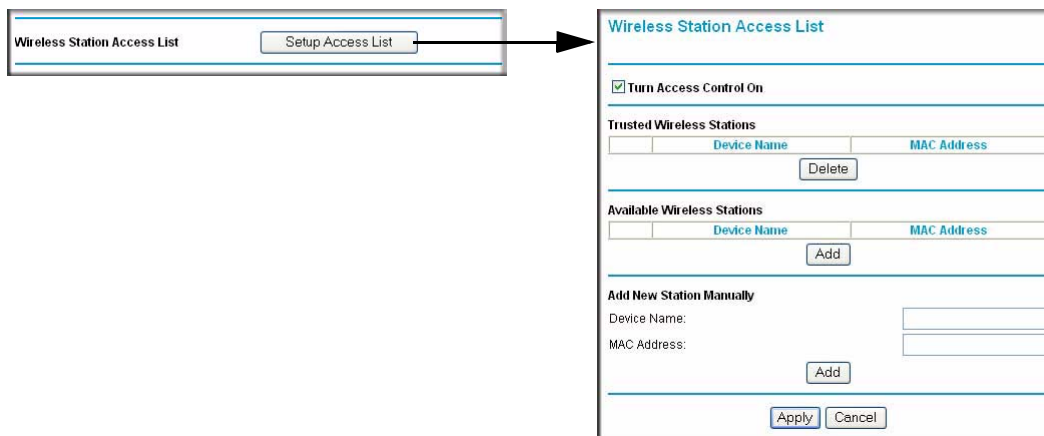 Wireless Station Access List
Setup Access List
Wireless Station Access List
Turn Access Control On
Trusted Wireless Stations
Device Name MAC Address
Delete
Available Wireless Stations
Device Name MAC Address
Add
Add New Station Manually
Device Name:
MAC Address:
Add
Apply Cancel